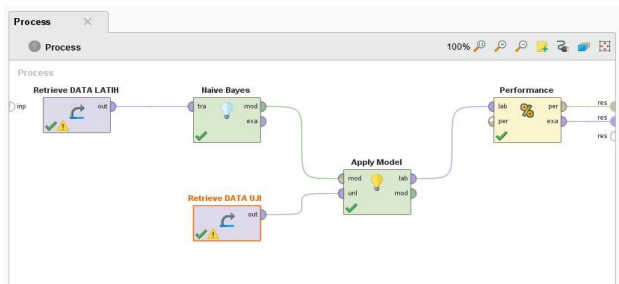 Process
Process
100%
Process
Retrieve DATA LATIH
Naive Bayes
Performance
inp
out
tra
mod
exa
lab
per
per
exa
res
res
res
Apply Model
mod
lab
unl
mod
Retrieve DATA UJI
out